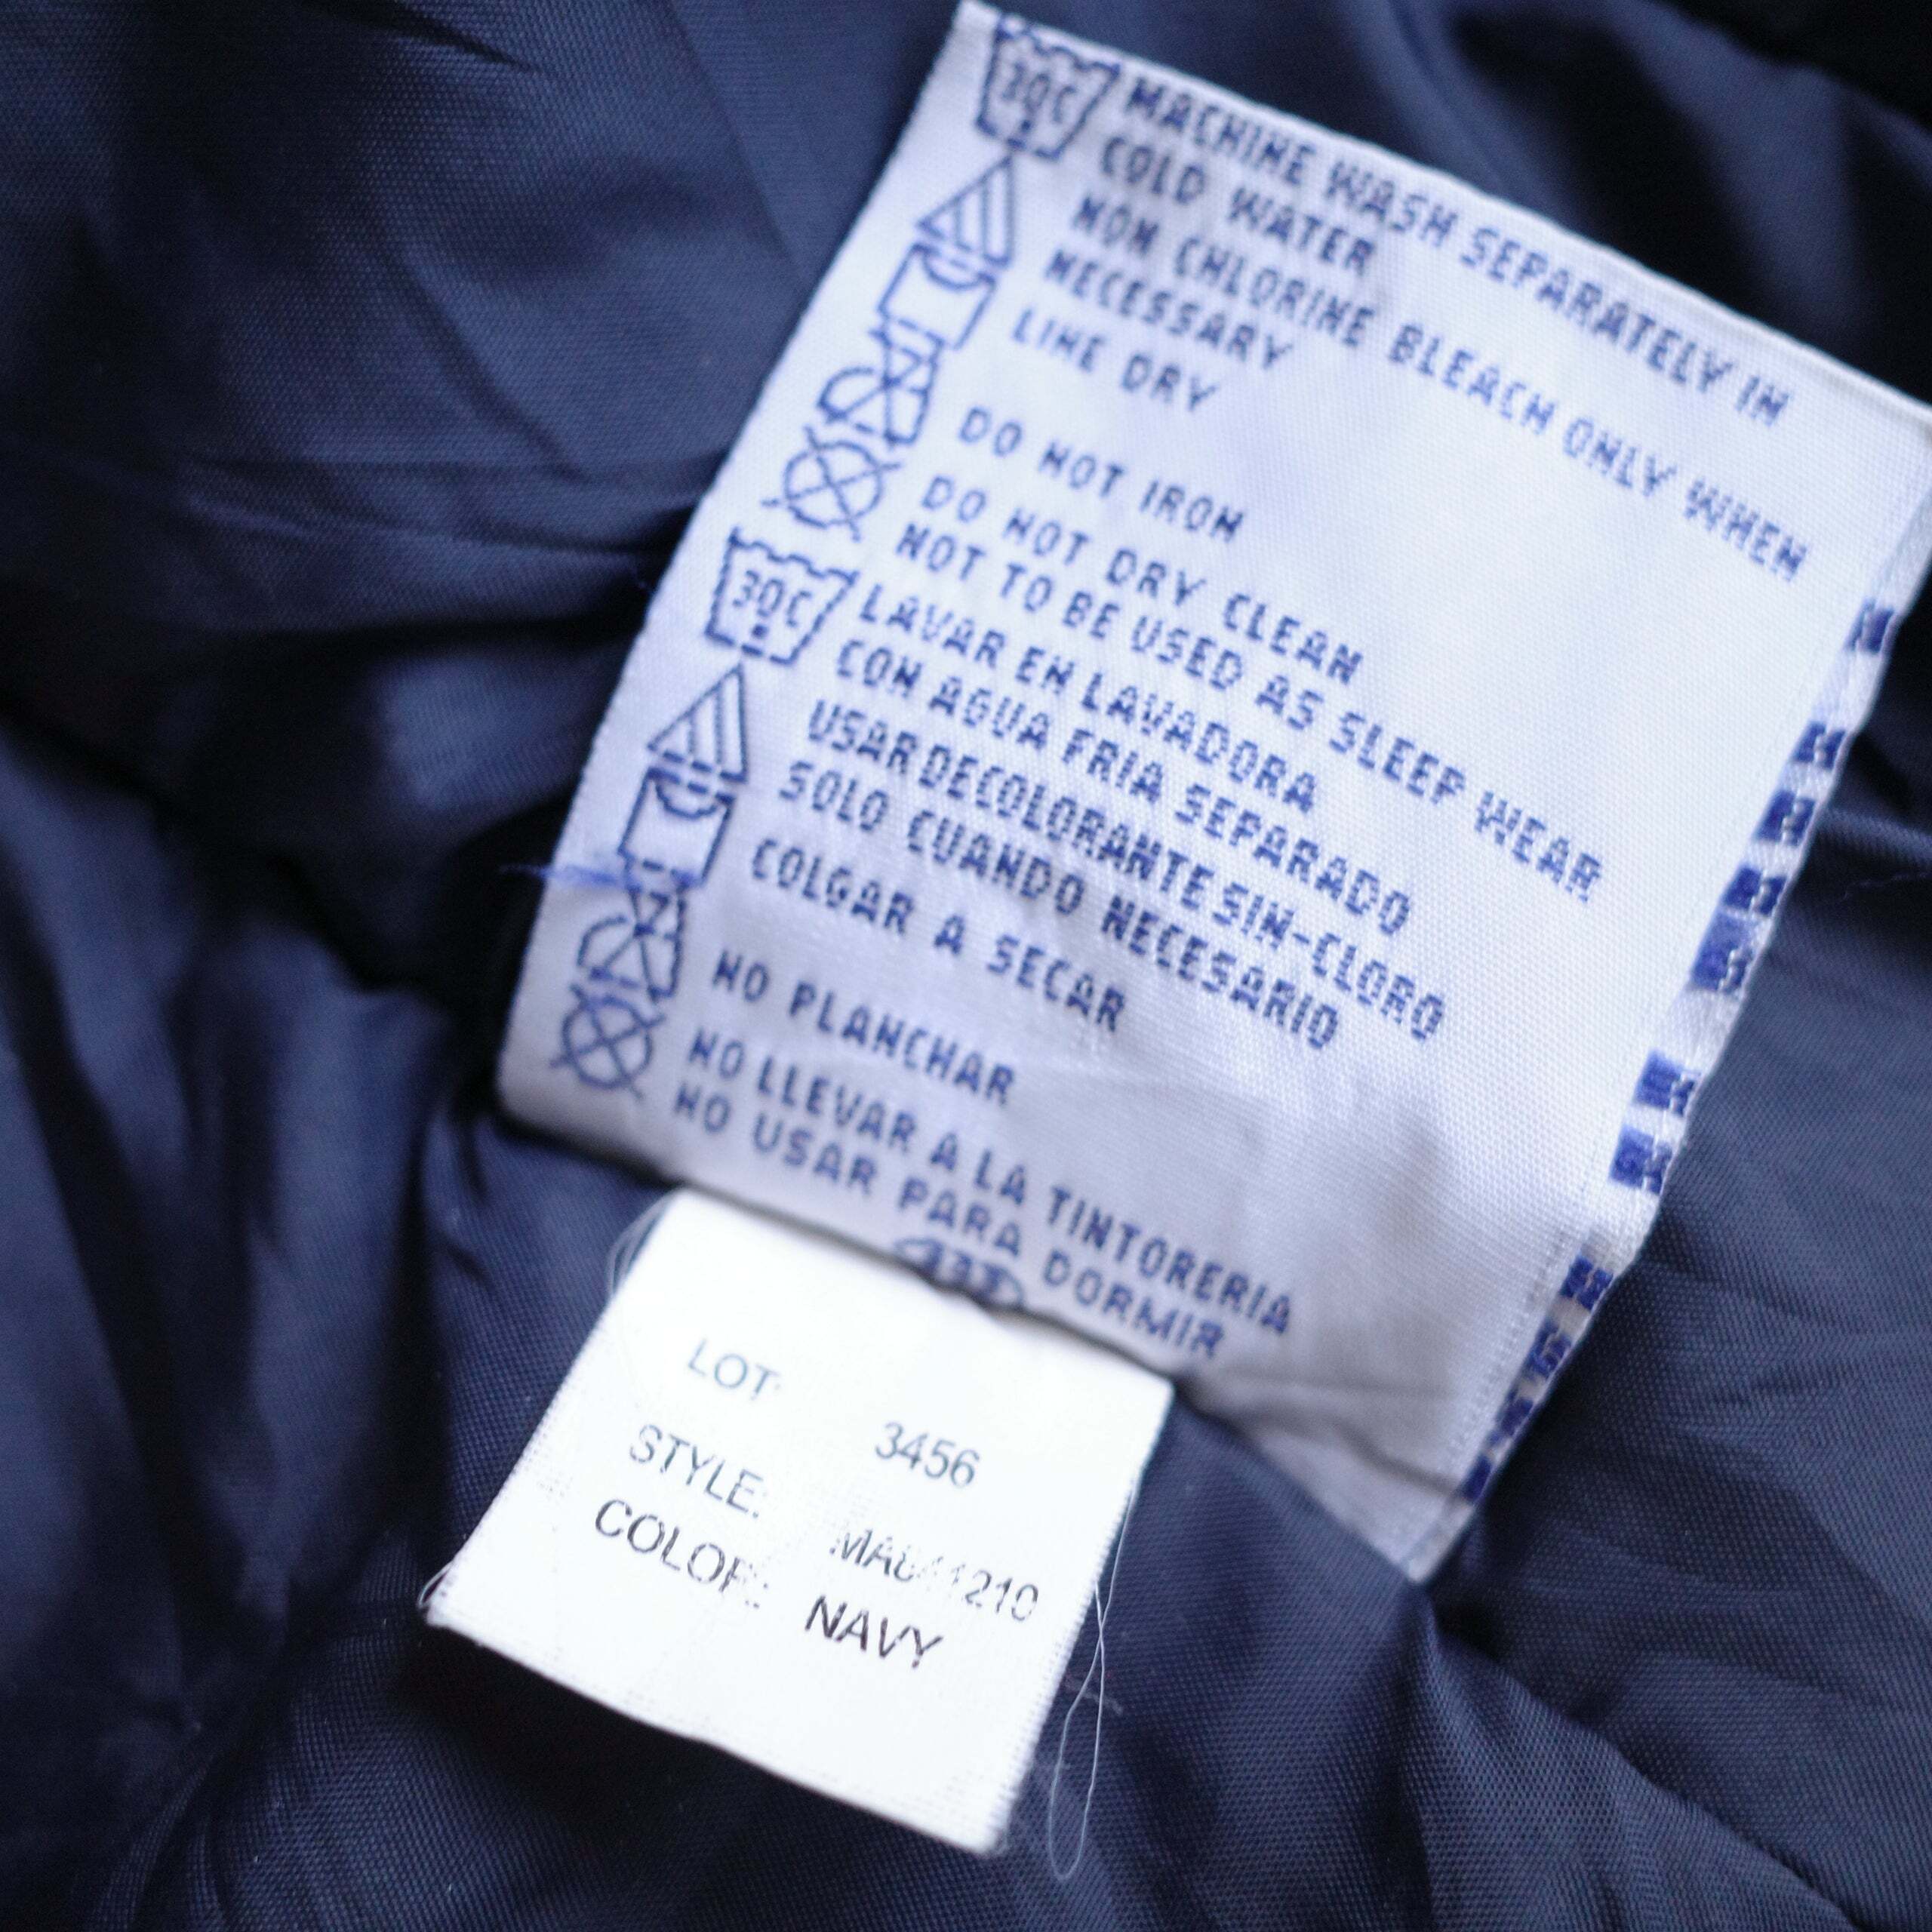 30C MACHINE WASH SEPARATELY IN
COLD WATER
NON CHLORINE BLEACH ONLY WHEN
NECESSARY
LINE DRY
DO NOT IRON
DO NOT DRY CLEAN
NOT TO BE USED AS SLEEP WEAR
30C LAVAR EN LAVADORA
CON AGUA FRIA SEPARADO
USAR DECOLORANTE SIN-CLORO
SOLO CUANDO NECESARIO
COLGAR A SECAR
NO PLANCHAR
NO LLEVAR A LA TINTORERIA
NO USAR PARA DORMIR
LOT: 3456
STYLE:
COLOR: NAVY